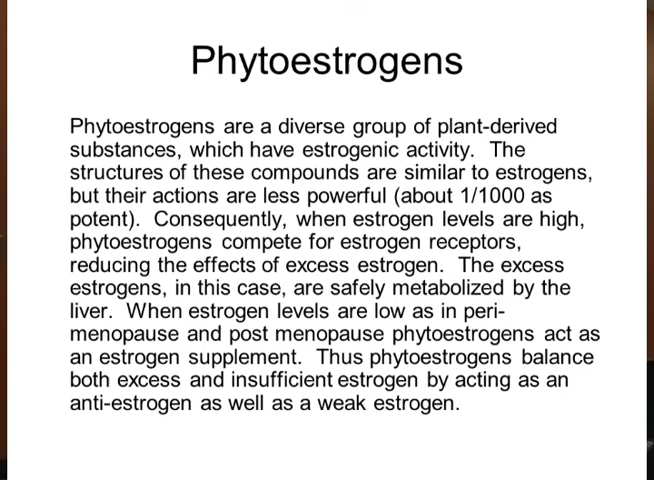 Phytoestrogens
Phytoestrogens are a diverse group of plant-derived
substances, which have estrogenic activity. The
structures of these compounds are similar to estrogens,
but their actions are less powerful (about 1/1000 as
potent). Consequently, when estrogen levels are high,
phytoestrogens compete for estrogen receptors,
reducing the effects of excess estrogen. The excess
estrogens, in this case, are safely metabolized by the
liver. When estrogen levels are low as in peri-
menopause and post menopause phytoestrogens act as
an estrogen supplement. Thus phytoestrogens balance
both excess and insufficient estrogen by acting as an
anti-estrogen as well as a weak estrogen.